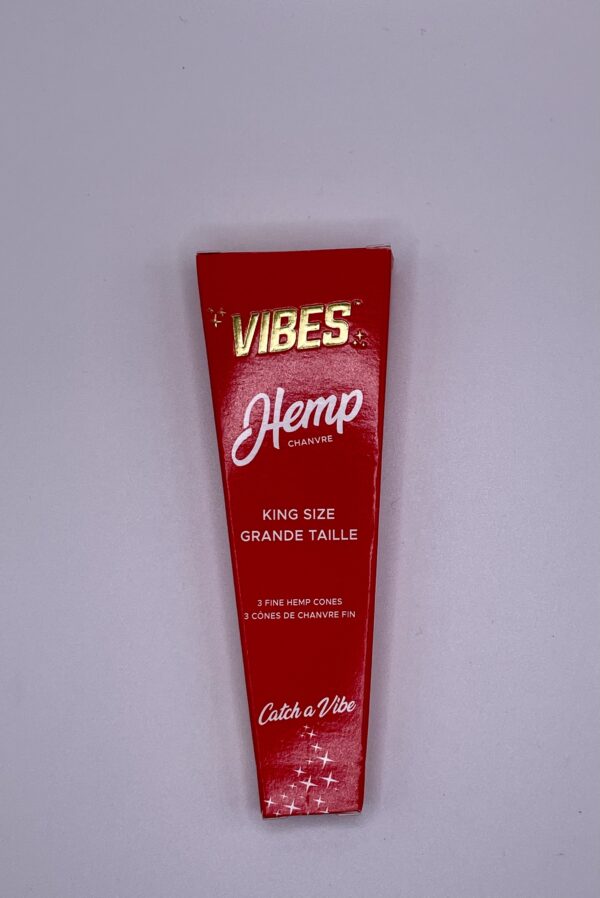 VIBES
Hemp
CHANVRE
KING SIZE
GRANDE TAILLE
3 FINE HEMP CONES
3 CÔNES DE CHANVRE FIN
Catch a Vibe